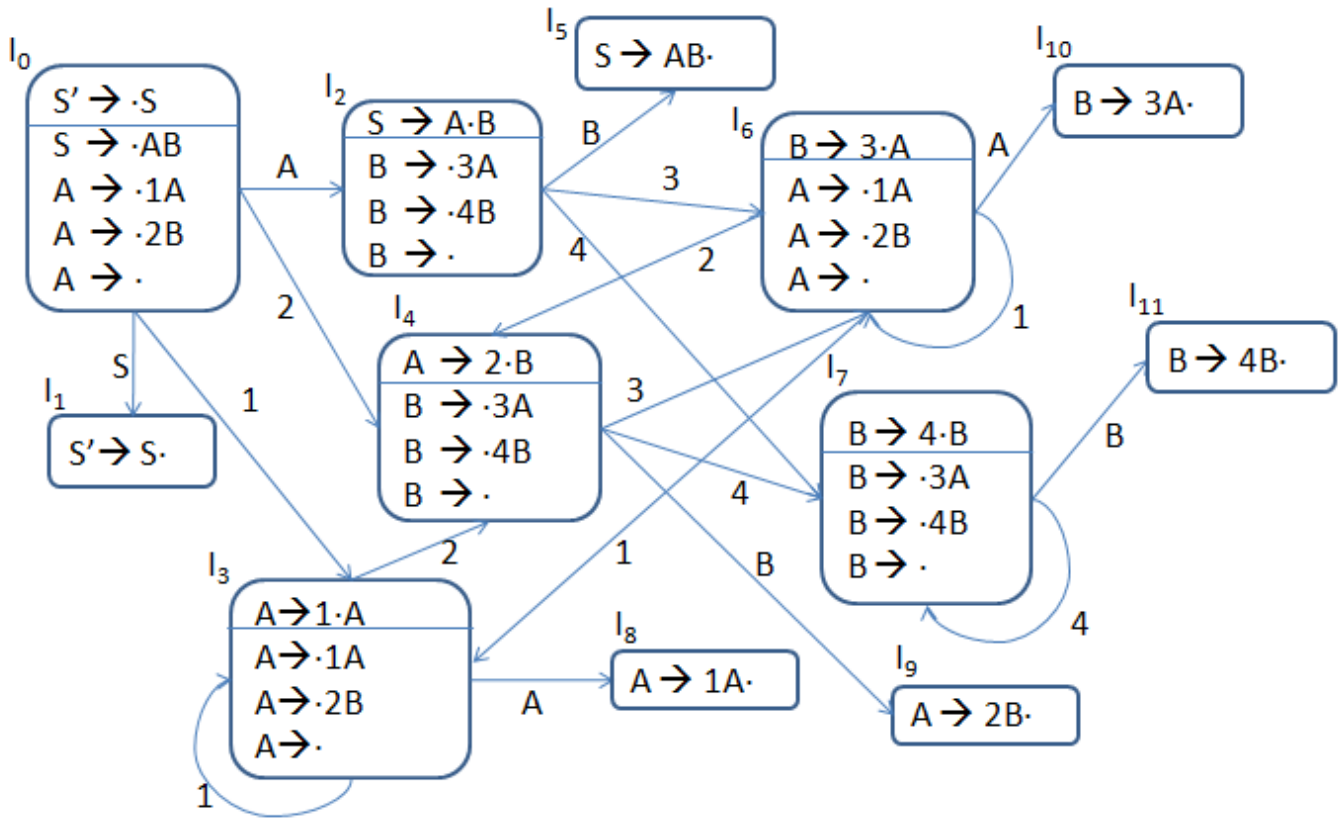 I0
S' → ·S
S → ·AB
A → ·1A
A → ·2B
A → ·
I2
S → A·B
B → ·3A
B → ·4B
B → ·
I5
S → AB·
I6
B → 3·A
A → ·1A
A → ·2B
A → ·
I10
B → 3A·
A
B
3
A
2
4
2
1
I4
A → 2·B
B → ·3A
B → ·4B
B → ·
3
4
B
I7
B → 4·B
B → ·3A
B → ·4B
B → ·
I11
B → 4B·
B
4
S
1
I1
S' → S·
2
1
I3
A → 1·A
A → ·1A
A → ·2B
A → ·
1
A
I8
A → 1A·
I9
A → 2B·